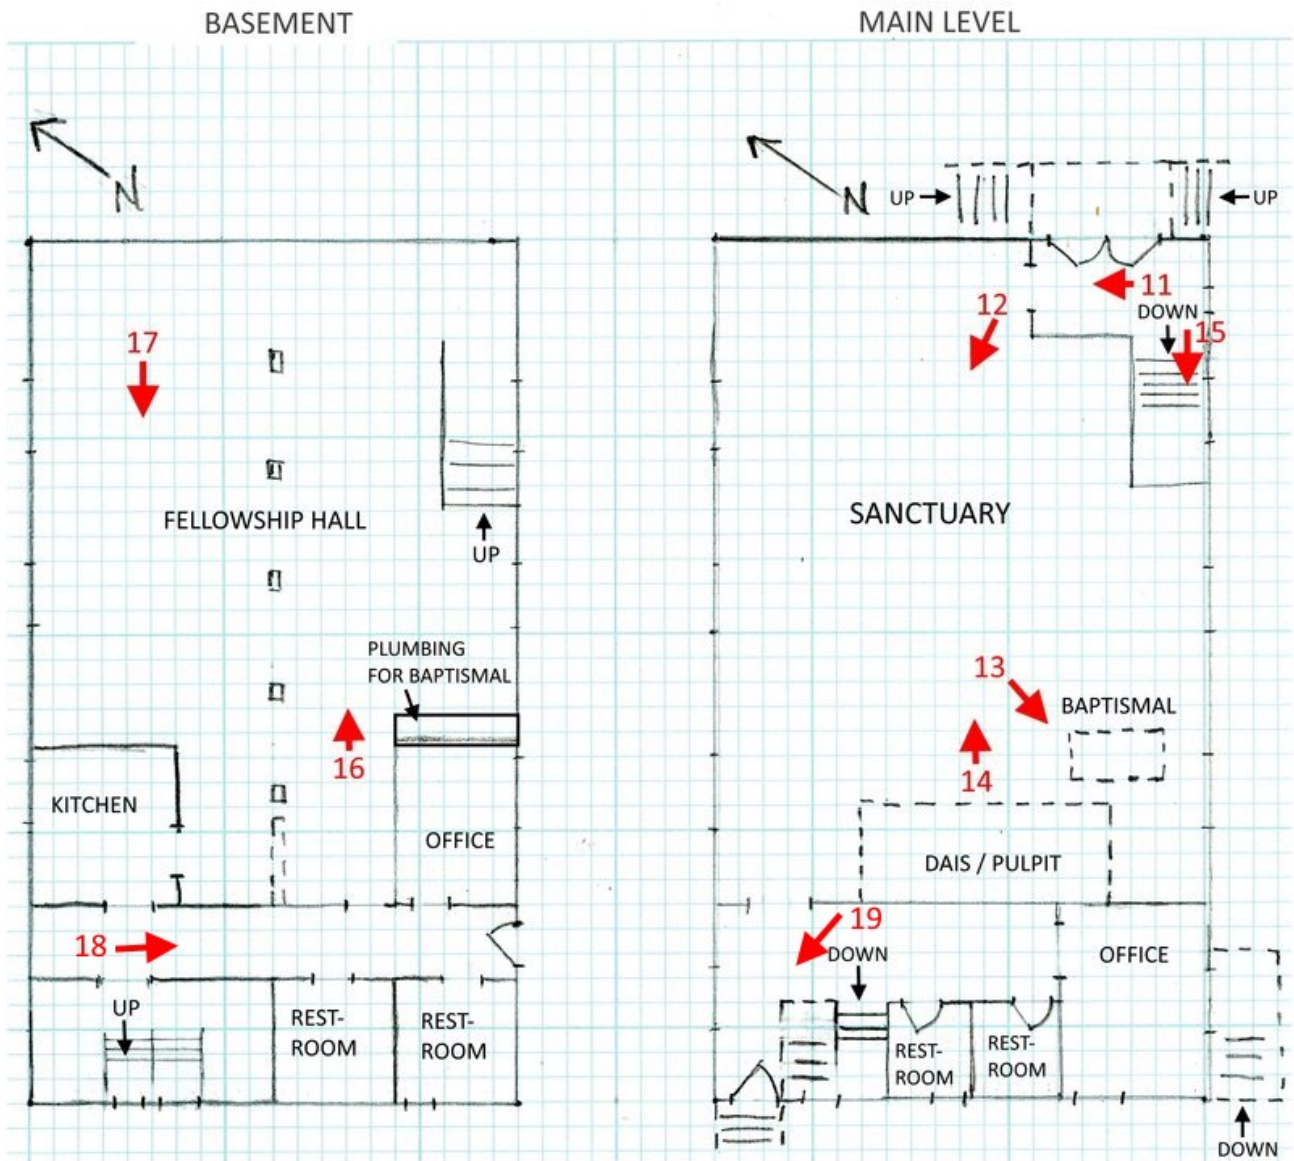 BASEMENT
MAIN LEVEL
N
N
UP
UP
11
12
DOWN
15
17
FELLOWSHIP HALL
SANCTUARY
UP
PLUMBING
FOR BAPTISMAL
13
BAPTISMAL
16
14
KITCHEN
OFFICE
DAIS / PULPIT
18
19
DOWN
OFFICE
UP
REST-
ROOM
REST-
ROOM
REST-
ROOM
REST-
ROOM
DOWN